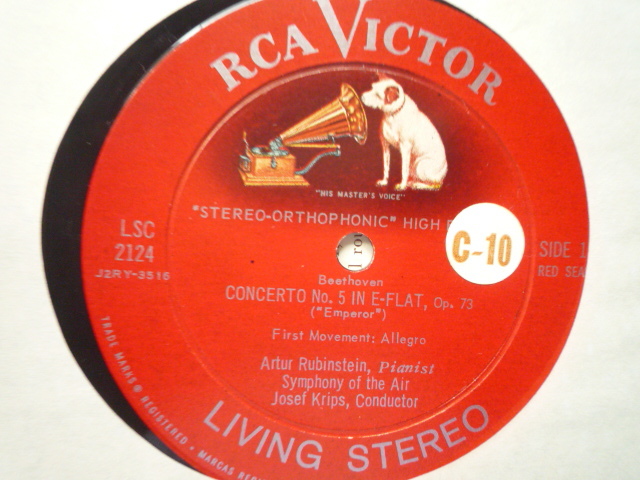 RCA VICTOR
"HIS MASTER'S VOICE"
"STEREO-ORTHOPHONIC" HIGH
C-10
LSC
2124
J2RY-3516
SIDE 1
RED SEA
Beethoven
CONCERTO No. 5 IN E-FLAT, Op. 73
("Emperor")
First Movement: Allegro
Artur Rubinstein, Pianist
Symphony of the Air
Josef Krips, Conductor
LIVING STEREO
TRADE MARKS ® REGISTERED • MARCAS